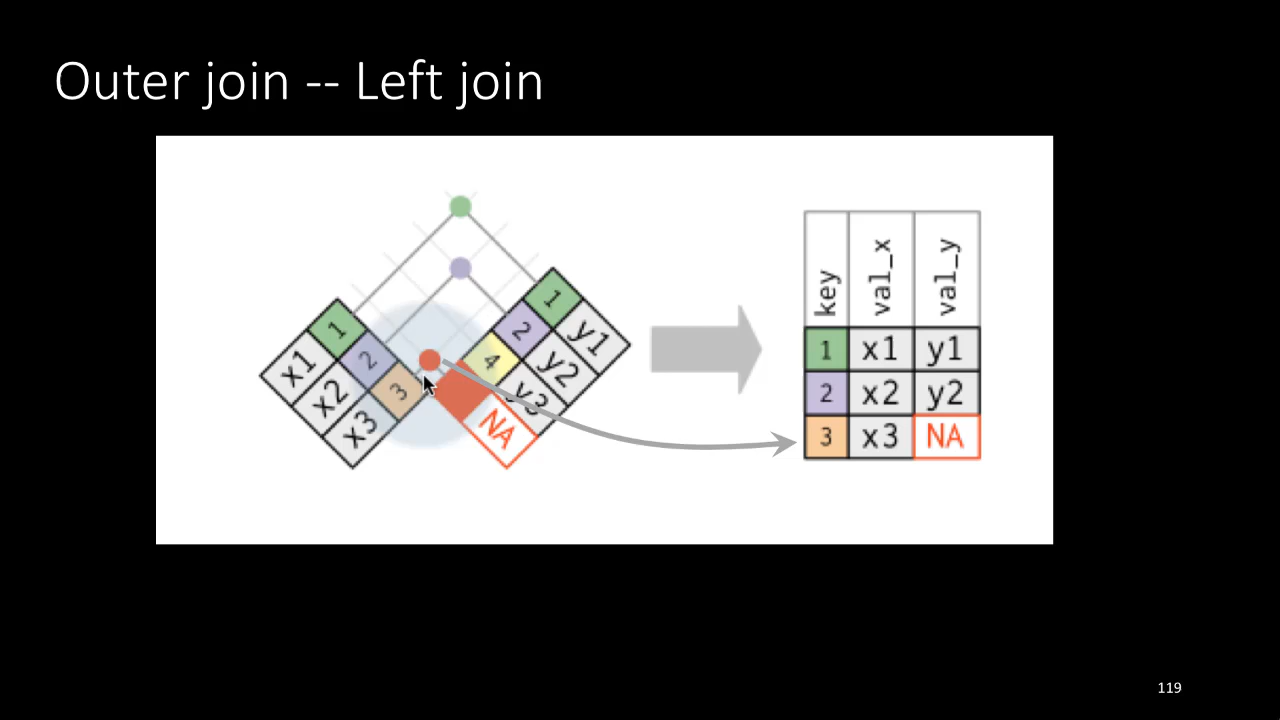 Outer join -- Left join
1
x1
2
x2
3
x3
1
y1
2
y2
4
y3
NA
key val_x val_y
1 x1 y1
2 x2 y2
3 x3 NA
119